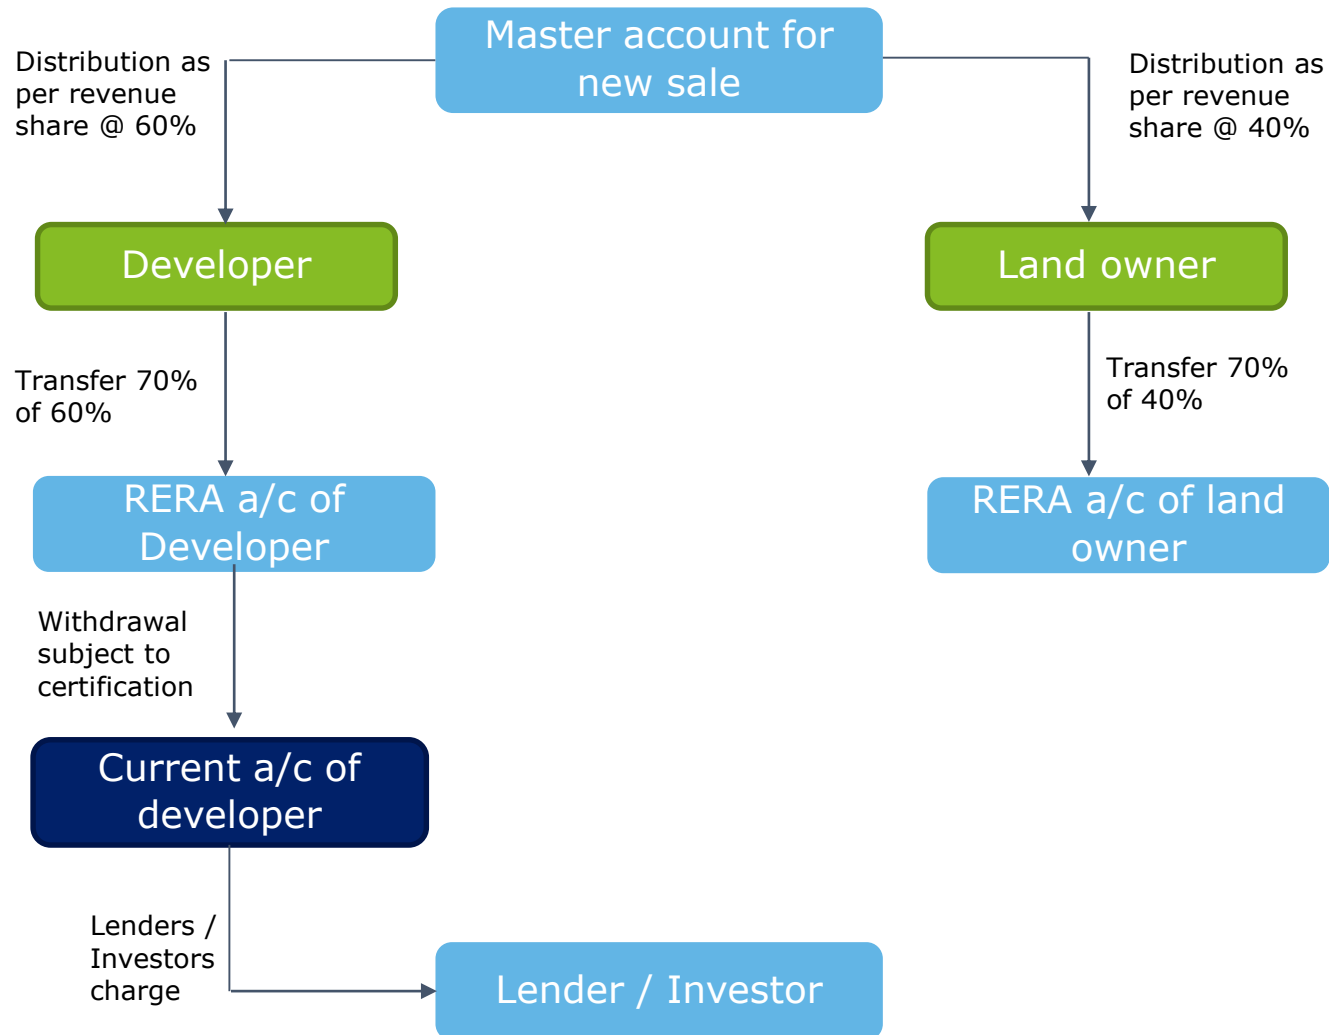 Master account for
new sale
Distribution as
per revenue
share @ 60%
Distribution as
per revenue
share @ 40%
Developer
Land owner
Transfer 70%
of 60%
Transfer 70%
of 40%
RERA a/c of
Developer
RERA a/c of land
owner
Withdrawal
subject to
certification
Current a/c of
developer
Lenders /
Investors
charge
Lender / Investor